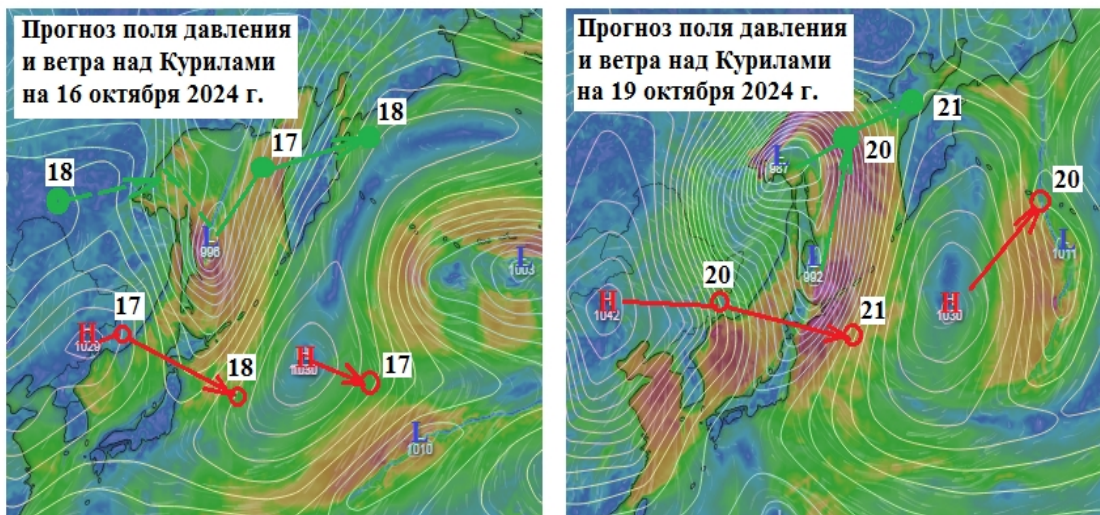 Прогноз поля давления
и ветра над Курилами
на 16 октября 2024 г.
18
17
18
L
996
L
1003
17
H
1029
18
H
1030
17
L
1010
Прогноз поля давления
и ветра над Курилами
на 19 октября 2024 г.
21
L
987
20
20
L
1011
L
992
20
H
1042
H
1030
21